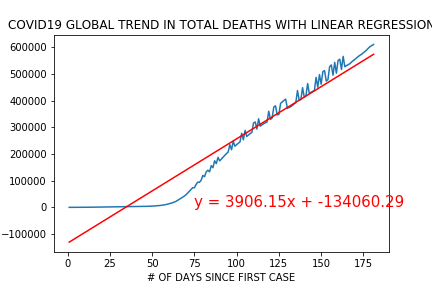 COVID19 GLOBAL TREND IN TOTAL DEATHS WITH LINEAR REGRESSION
600000
500000
400000
300000
200000
100000
0
−100000
y = 3906.15x + -134060.29
0 25 50 75 100 125 150 175
# OF DAYS SINCE FIRST CASE